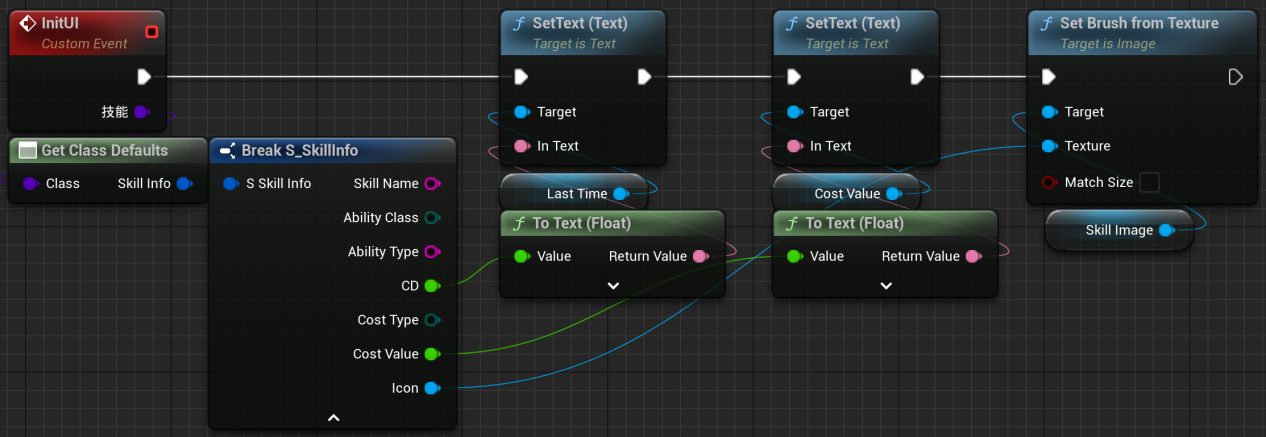 InitUI
Custom Event
技能
Get Class Defaults
Class
Skill Info
Break S_SkillInfo
S Skill Info
Skill Name
Ability Class
Ability Type
CD
Cost Type
Cost Value
Icon
SetText (Text)
Target is Text
Target
In Text
Last Time
To Text (Float)
Value
Return Value
SetText (Text)
Target is Text
Target
In Text
Cost Value
To Text (Float)
Value
Return Value
Set Brush from Texture
Target is Image
Target
Texture
Match Size
Skill Image